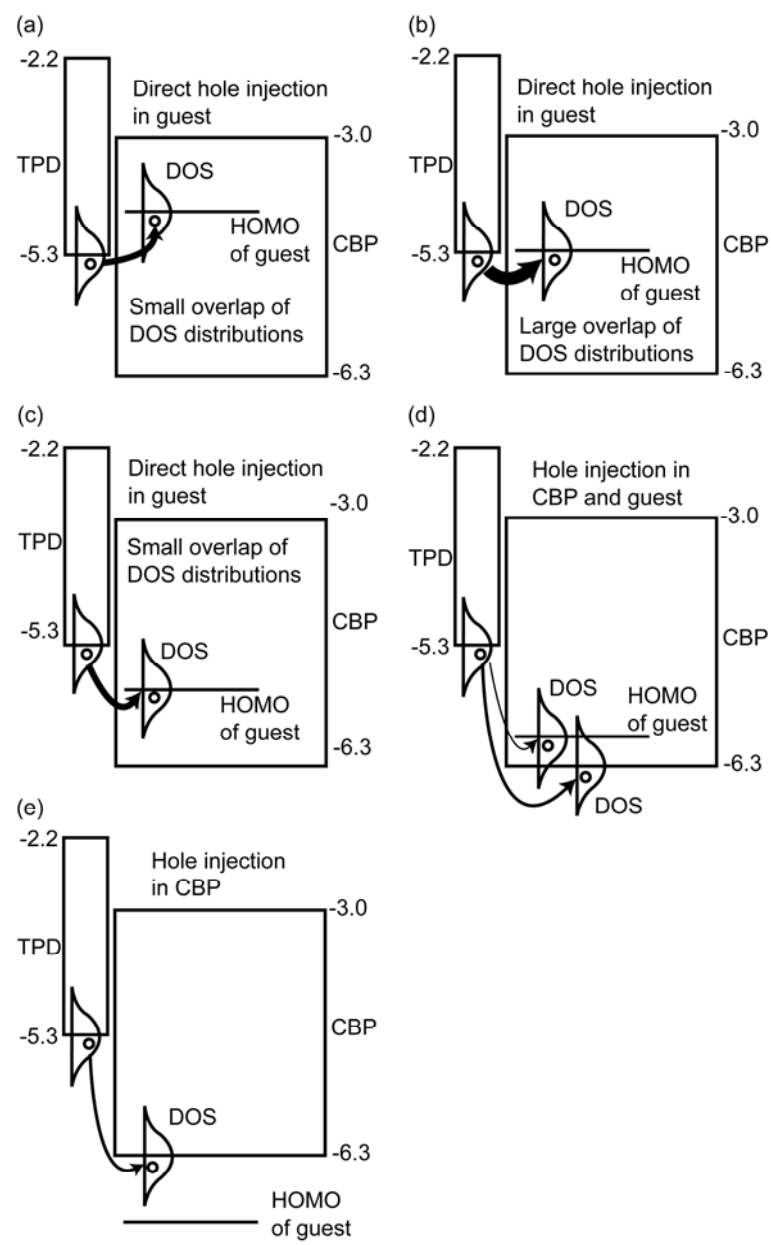 (a)
-2.2
Direct hole injection
in guest
-3.0
TPD
DOS
-5.3
HOMO
of guest
CBP
Small overlap of
DOS distributions
-6.3
(b)
-2.2
Direct hole injection
in guest
-3.0
TPD
DOS
-5.3
HOMO
of guest
CBP
Large overlap of
DOS distributions
-6.3
(c)
-2.2
Direct hole injection
in guest
-3.0
TPD
Small overlap of
DOS distributions
-5.3
CBP
DOS
HOMO
of guest
-6.3
(d)
-2.2
Hole injection in
CBP and guest
-3.0
TPD
-5.3
CBP
DOS
HOMO
of guest
-6.3
DOS
(e)
-2.2
Hole injection
in CBP
-3.0
TPD
-5.3
CBP
DOS
-6.3
HOMO
of guest